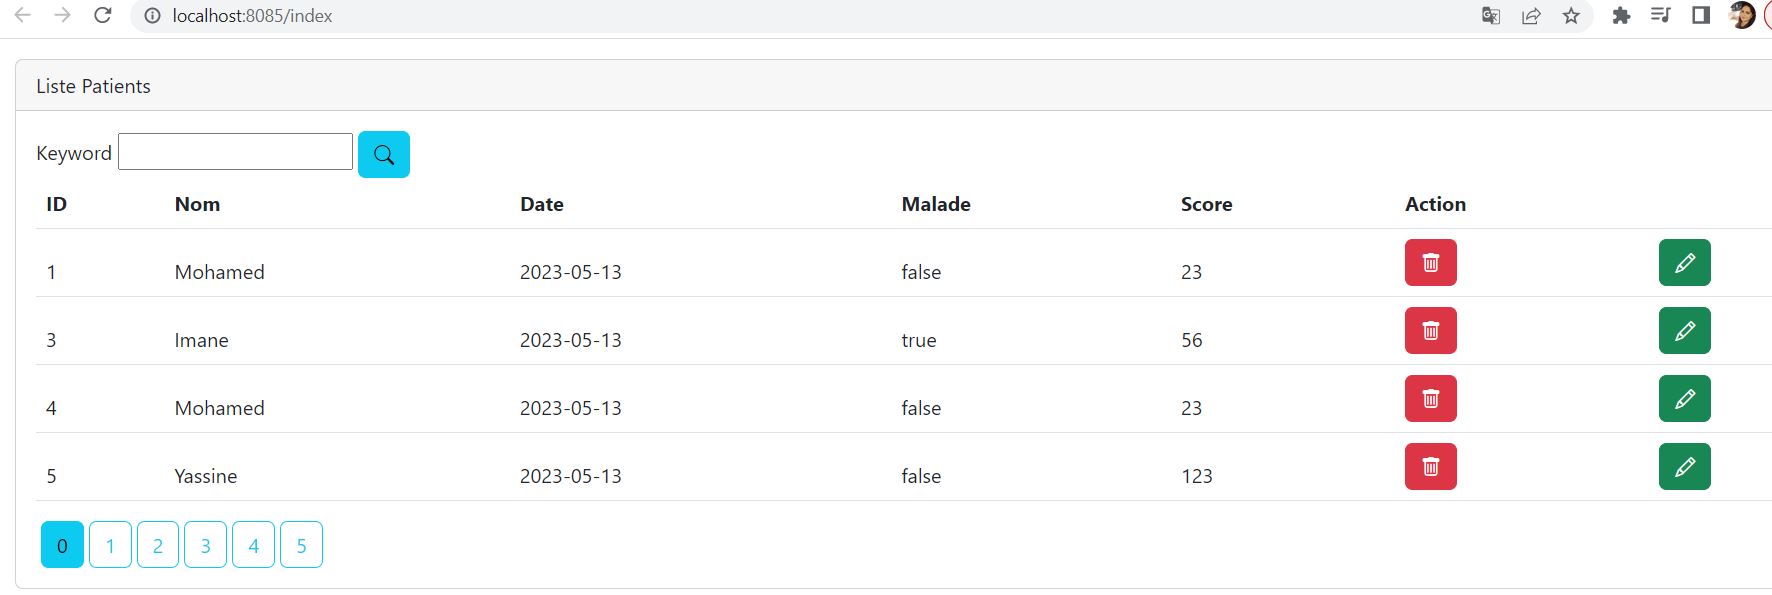 localhost:8085/index
Liste Patients
Keyword
ID Nom Date Malade Score Action
1 Mohamed 2023-05-13 false 23
3 Imane 2023-05-13 true 56
4 Mohamed 2023-05-13 false 23
5 Yassine 2023-05-13 false 123
0 1 2 3 4 5